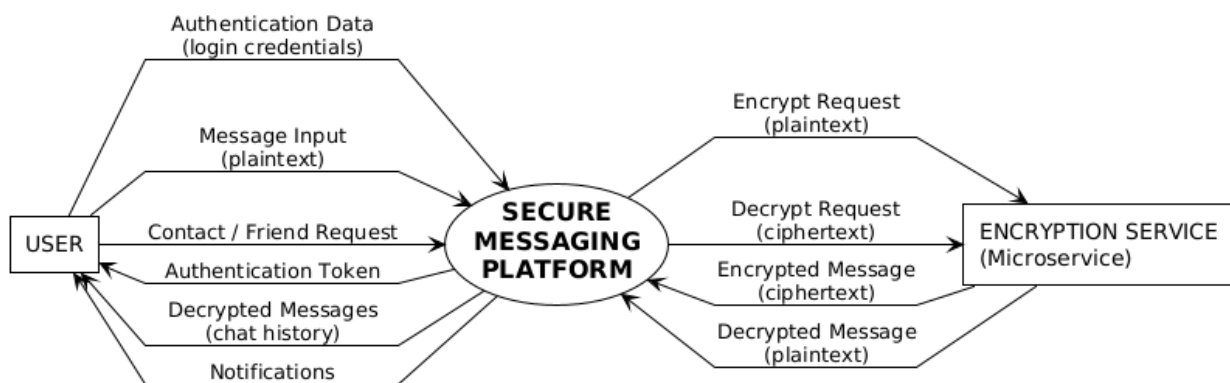 Authentication Data
(login credentials)
Message Input
(plaintext)
Contact / Friend Request
Authentication Token
Decrypted Messages
(chat history)
Notifications
USER
SECURE
MESSAGING
PLATFORM
Encrypt Request
(plaintext)
Decrypt Request
(ciphertext)
Encrypted Message
(ciphertext)
Decrypted Message
(plaintext)
ENCRYPTION SERVICE
(Microservice)